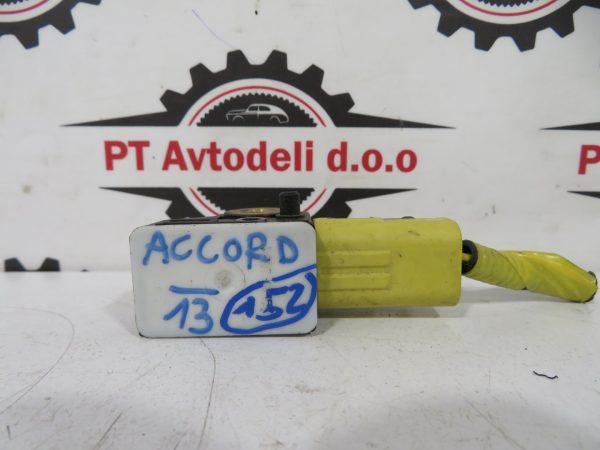 PT Avtodeli d.o.o
ACCORD
13 152